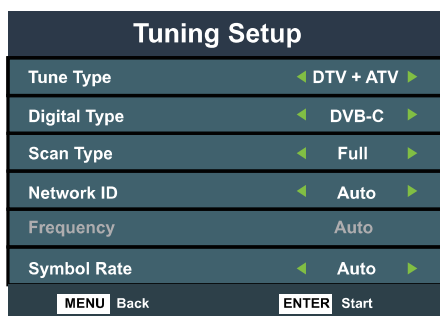 Tuning Setup
Tune Type DTV + ATV
Digital Type DVB-C
Scan Type Full
Network ID Auto
Frequency Auto
Symbol Rate Auto
MENU Back ENTER Start